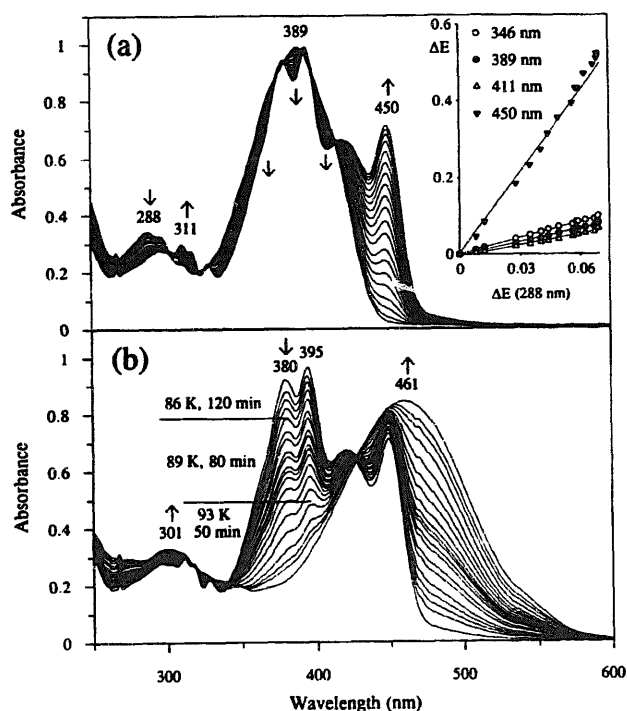 (a)
389
↑
450
↓
288
↑
311
Absorbance
1
0.8
0.6
0.4
0.2
0
0.6
ΔE
0.4
0.2
0
0
0.03
0.06
ΔE (288 nm)
346 nm
389 nm
411 nm
450 nm
(b)
↓
380
395
↑
461
86 K, 120 min
89 K, 80 min
93 K
50 min
↑
301
Absorbance
1
0.8
0.6
0.4
0.2
0
300
400
500
600
Wavelength (nm)